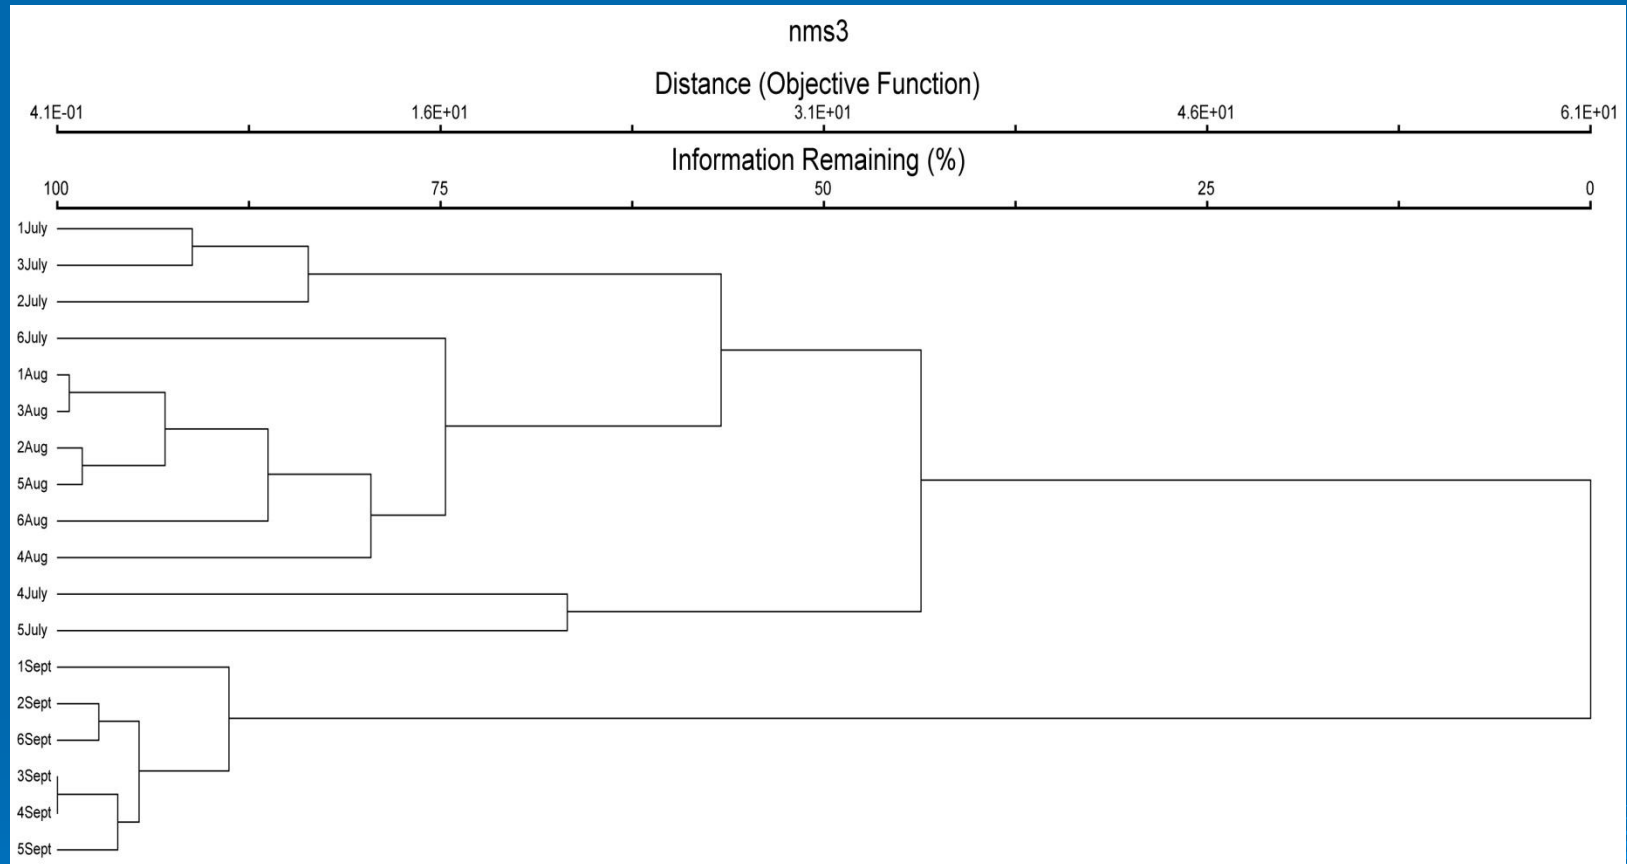 nms3
Distance (Objective Function)
4.1E-01 1.6E+01 3.1E+01 4.6E+01 6.1E+01
Information Remaining (%)
100 75 50 25 0
1July
3July
2July
6July
1Aug
3Aug
2Aug
5Aug
6Aug
4Aug
4July
5July
1Sept
2Sept
6Sept
3Sept
4Sept
5Sept